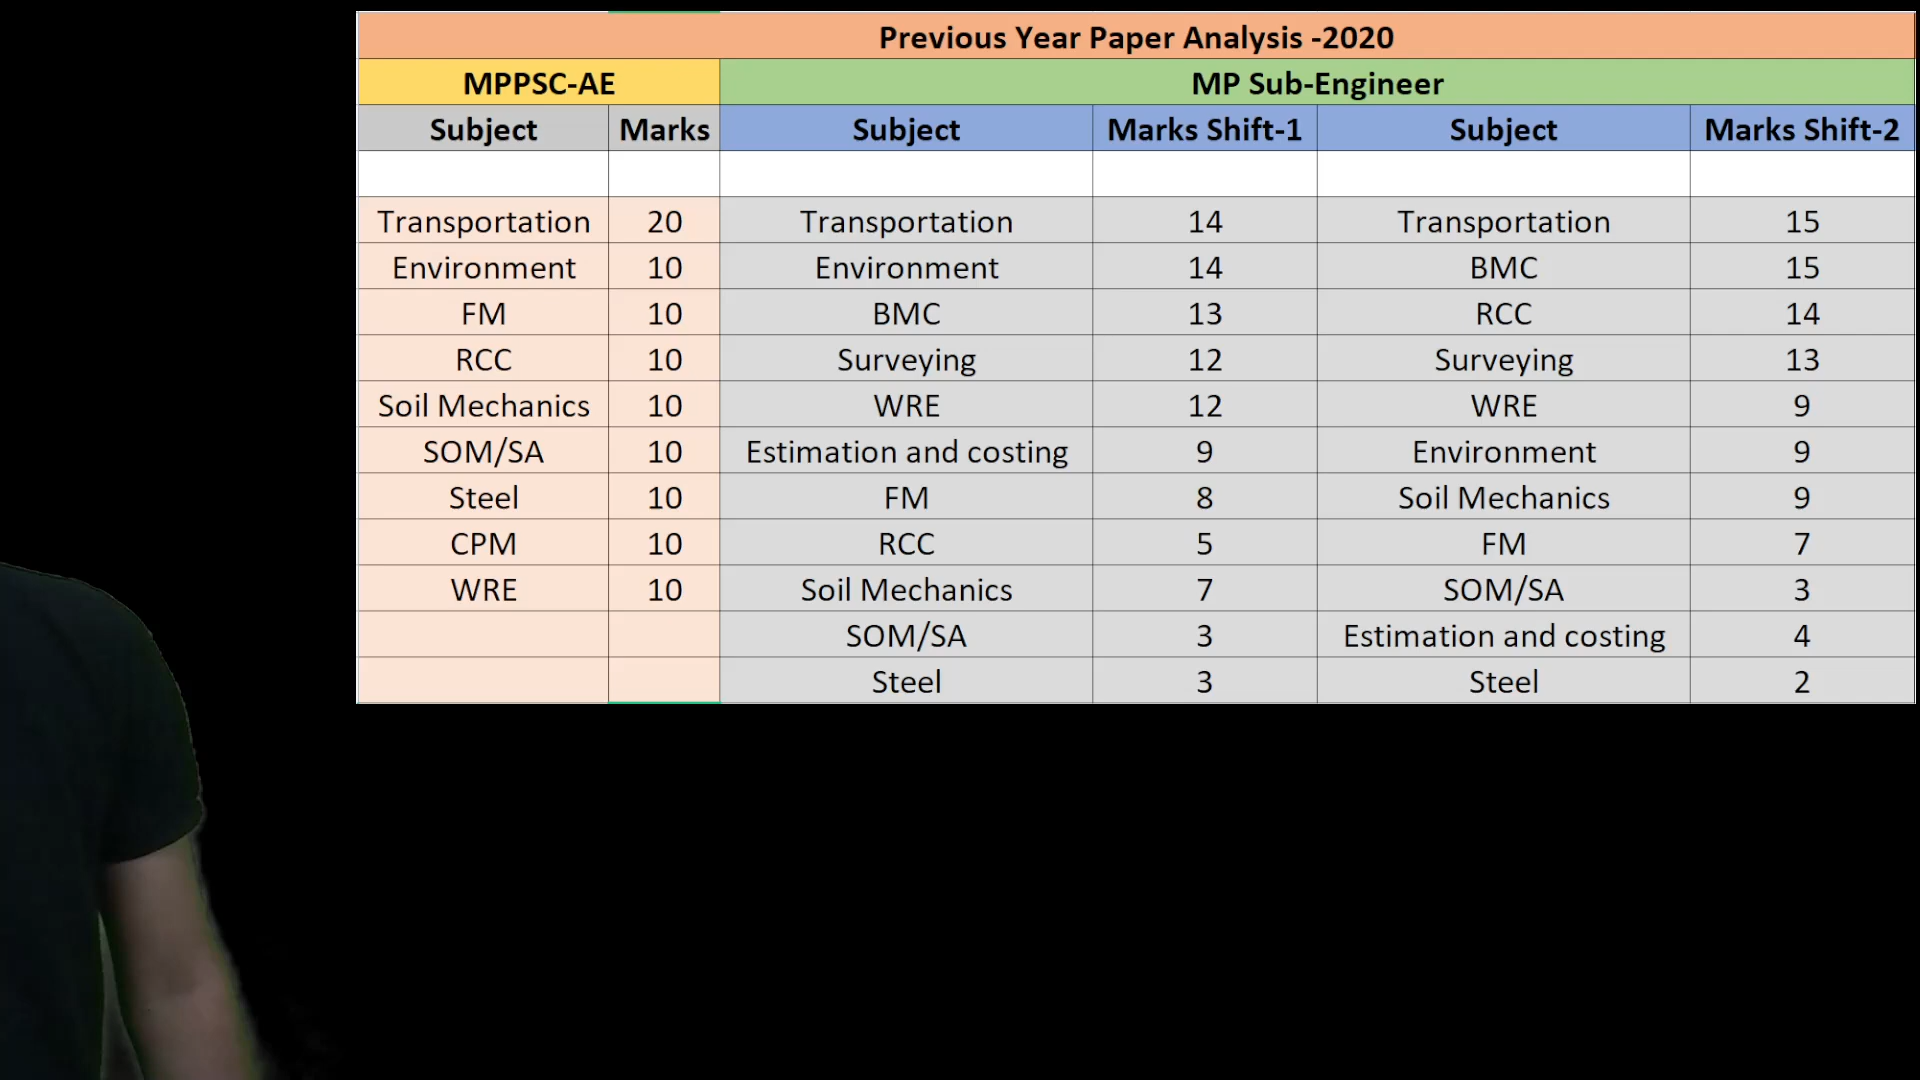 Previous Year Paper Analysis -2020
MPPSC-AE MP Sub-Engineer
Subject Marks Subject Marks Shift-1 Subject Marks Shift-2
Transportation 20 Transportation 14 Transportation 15
Environment 10 Environment 14 BMC 15
FM 10 BMC 13 RCC 14
RCC 10 Surveying 12 Surveying 13
Soil Mechanics 10 WRE 12 WRE 9
SOM/SA 10 Estimation and costing 9 Environment 9
Steel 10 FM 8 Soil Mechanics 9
CPM 10 RCC 5 FM 7
WRE 10 Soil Mechanics 7 SOM/SA 3
SOM/SA 3 Estimation and costing 4
Steel 3 Steel 2